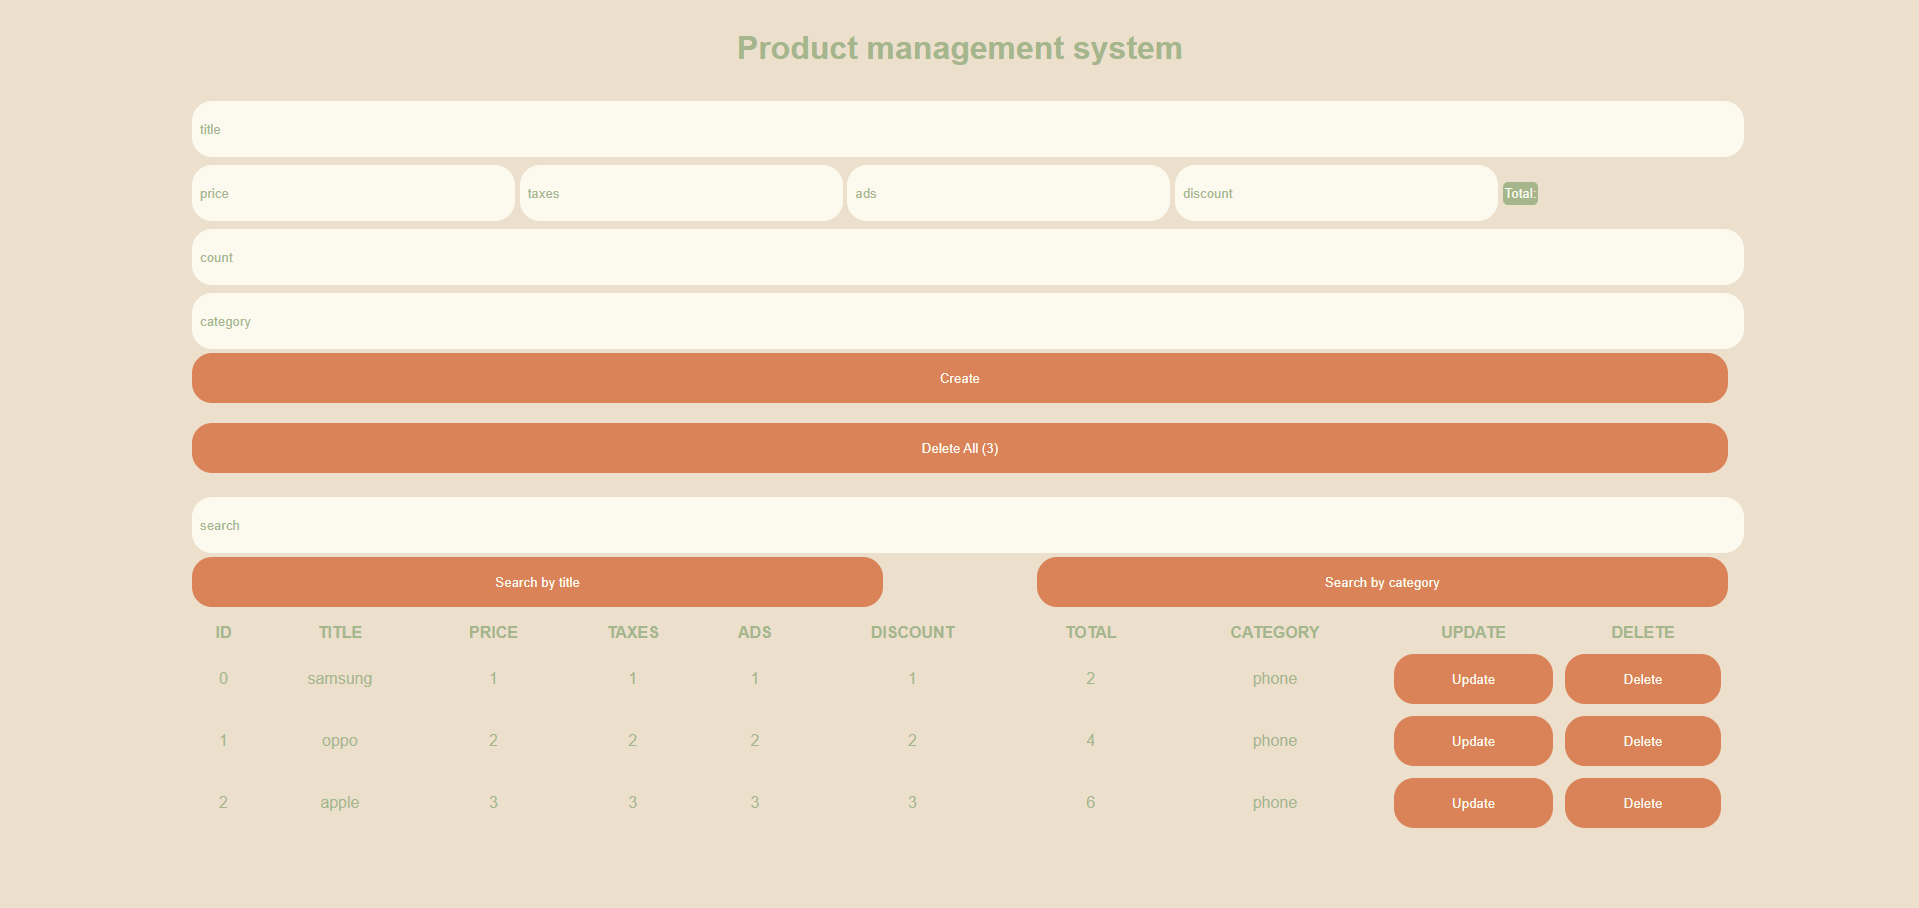 Product management system
title
price taxes ads discount Total:
count
category
Create
Delete All (3)
search
Search by title Search by category
ID TITLE PRICE TAXES ADS DISCOUNT TOTAL CATEGORY UPDATE DELETE
0 samsung 1 1 1 1 2 phone Update Delete
1 oppo 2 2 2 2 4 phone Update Delete
2 apple 3 3 3 3 6 phone Update Delete